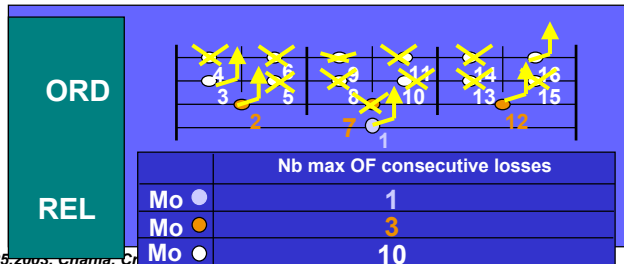 ORD
4 6 9 11 14 16
3 5 8 10 13 15
2 7 12
1
Nb max OF consecutive losses
REL
Mo 1
Mo 3
Mo 10